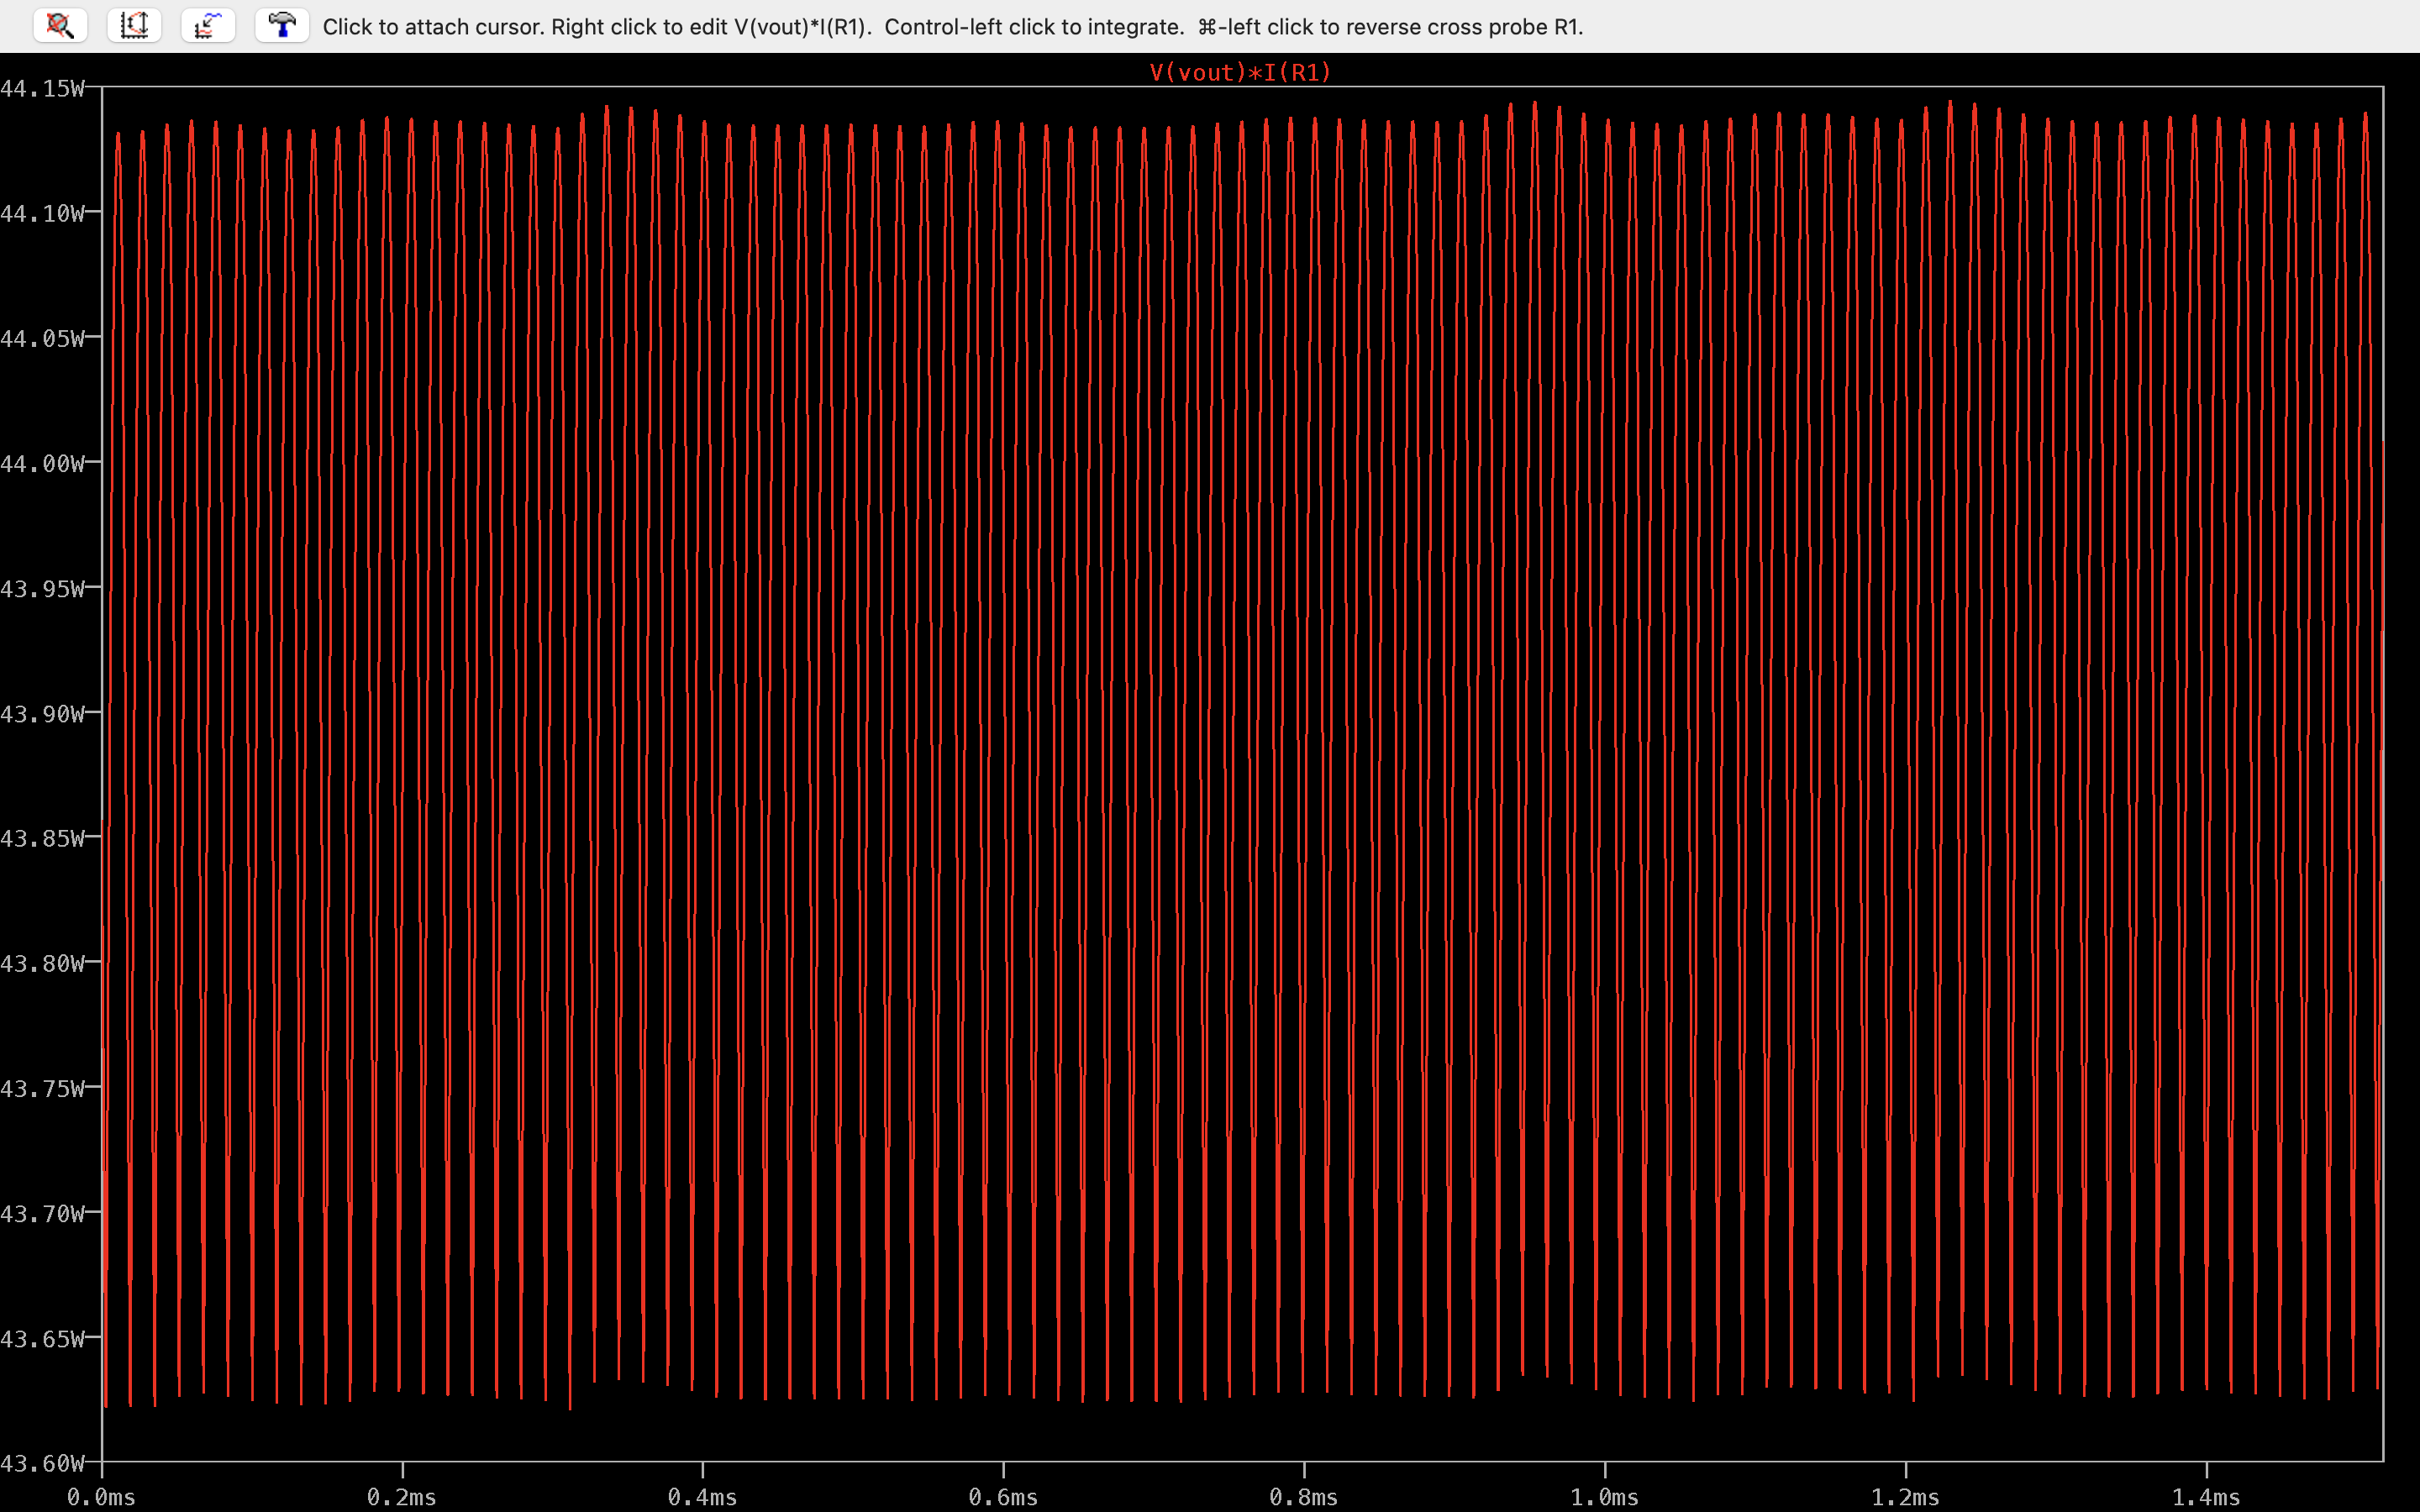 Click to attach cursor. Right click to edit V(vout)*I(R1).  Control-left click to integrate.  ⌘-left click to reverse cross probe R1.
V(vout)*I(R1)
44.15W
44.10W
44.05W
44.00W
43.95W
43.90W
43.85W
43.80W
43.75W
43.70W
43.65W
43.60W
0.0ms 0.2ms 0.4ms 0.6ms 0.8ms 1.0ms 1.2ms 1.4ms